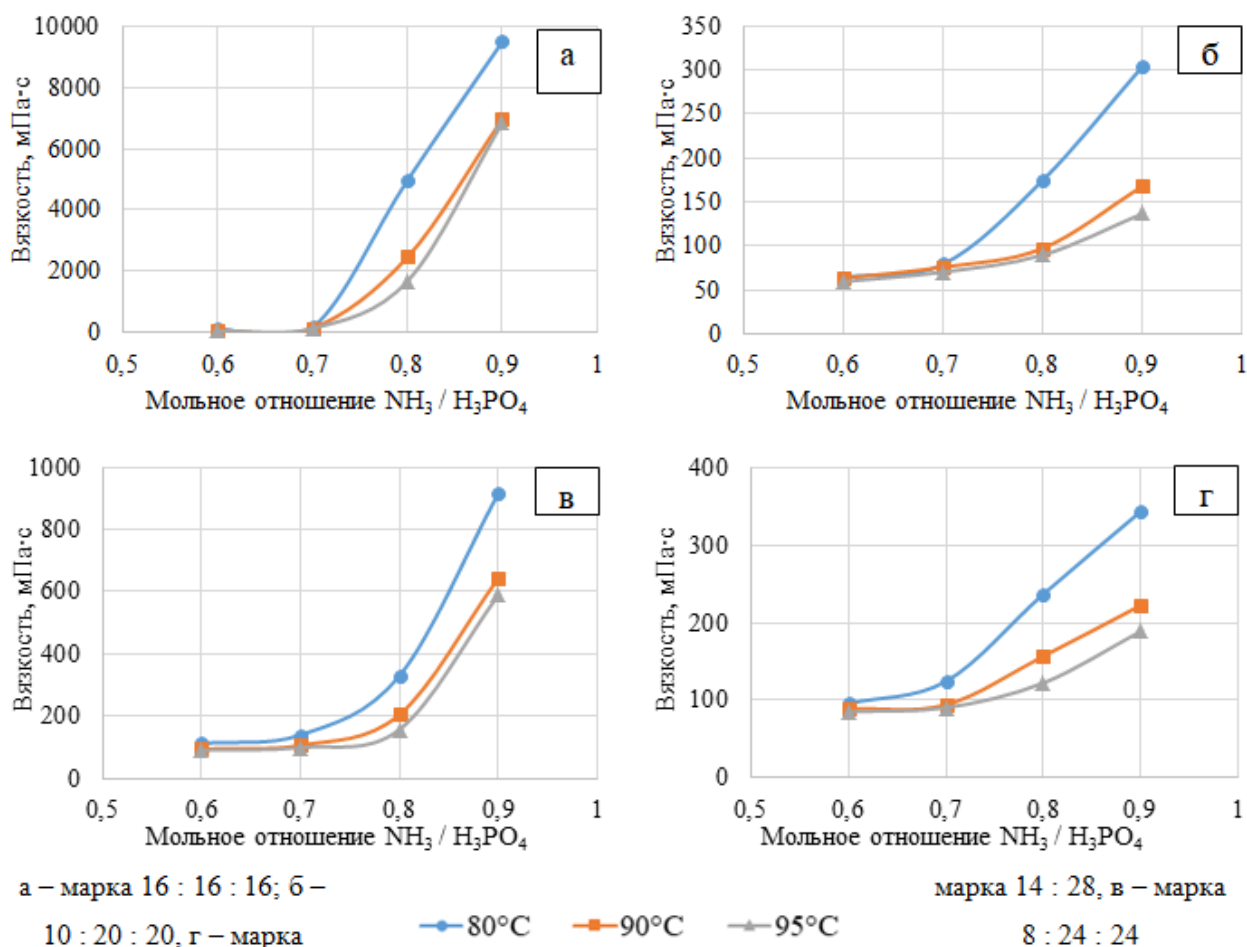 а
Вязкость, мПа·с
10000
8000
6000
4000
2000
0
0,5 0,6 0,7 0,8 0,9 1
Мольное отношение NH₃ / H₃PO₄
б
Вязкость, мПа·с
350
300
250
200
150
100
50
0
0,5 0,6 0,7 0,8 0,9 1
Мольное отношение NH₃ / H₃PO₄
в
Вязкость, мПа·с
1000
800
600
400
200
0
0,5 0,6 0,7 0,8 0,9 1
Мольное отношение NH₃ / H₃PO₄
г
Вязкость, мПа·с
400
300
200
100
0
0,5 0,6 0,7 0,8 0,9 1
Мольное отношение NH₃ / H₃PO₄
а – марка 16 : 16 : 16; б – марка 14 : 28, в – марка
10 : 20 : 20, г – марка 80°C 90°C 95°C 8 : 24 : 24